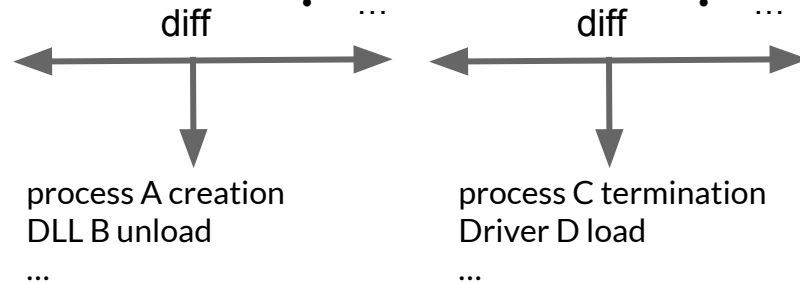 • ... • ...
diff diff
process A creation
DLL B unload
...
process C termination
Driver D load
...